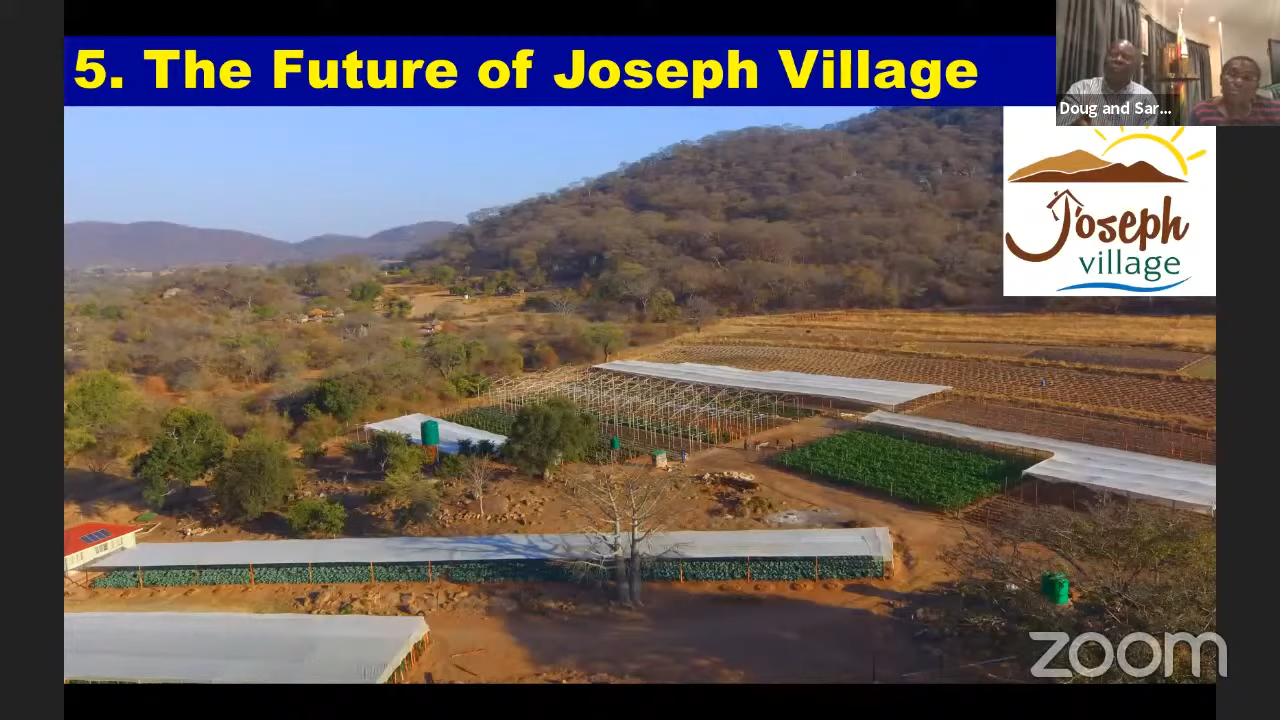 5. The Future of Joseph Village
Doug and Sar...
Joseph
village
zoom